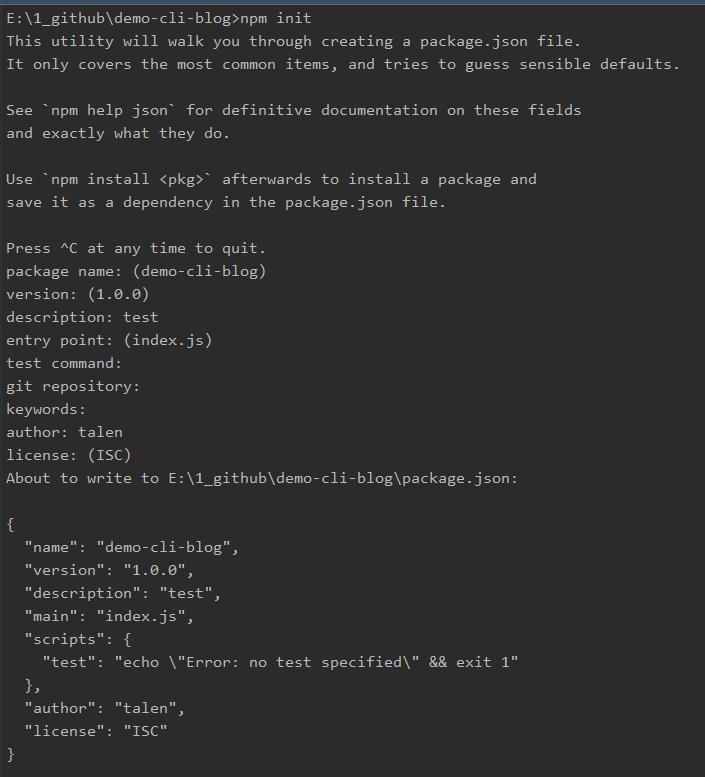 E:\1_github\demo-cli-blog>npm init
This utility will walk you through creating a package.json file.
It only covers the most common items, and tries to guess sensible defaults.

See `npm help json` for definitive documentation on these fields
and exactly what they do.

Use `npm install <pkg>` afterwards to install a package and
save it as a dependency in the package.json file.

Press ^C at any time to quit.
package name: (demo-cli-blog)
version: (1.0.0)
description: test
entry point: (index.js)
test command:
git repository:
keywords:
author: talen
license: (ISC)
About to write to E:\1_github\demo-cli-blog\package.json:

{
  "name": "demo-cli-blog",
  "version": "1.0.0",
  "description": "test",
  "main": "index.js",
  "scripts": {
    "test": "echo \"Error: no test specified\" && exit 1"
  },
  "author": "talen",
  "license": "ISC"
}